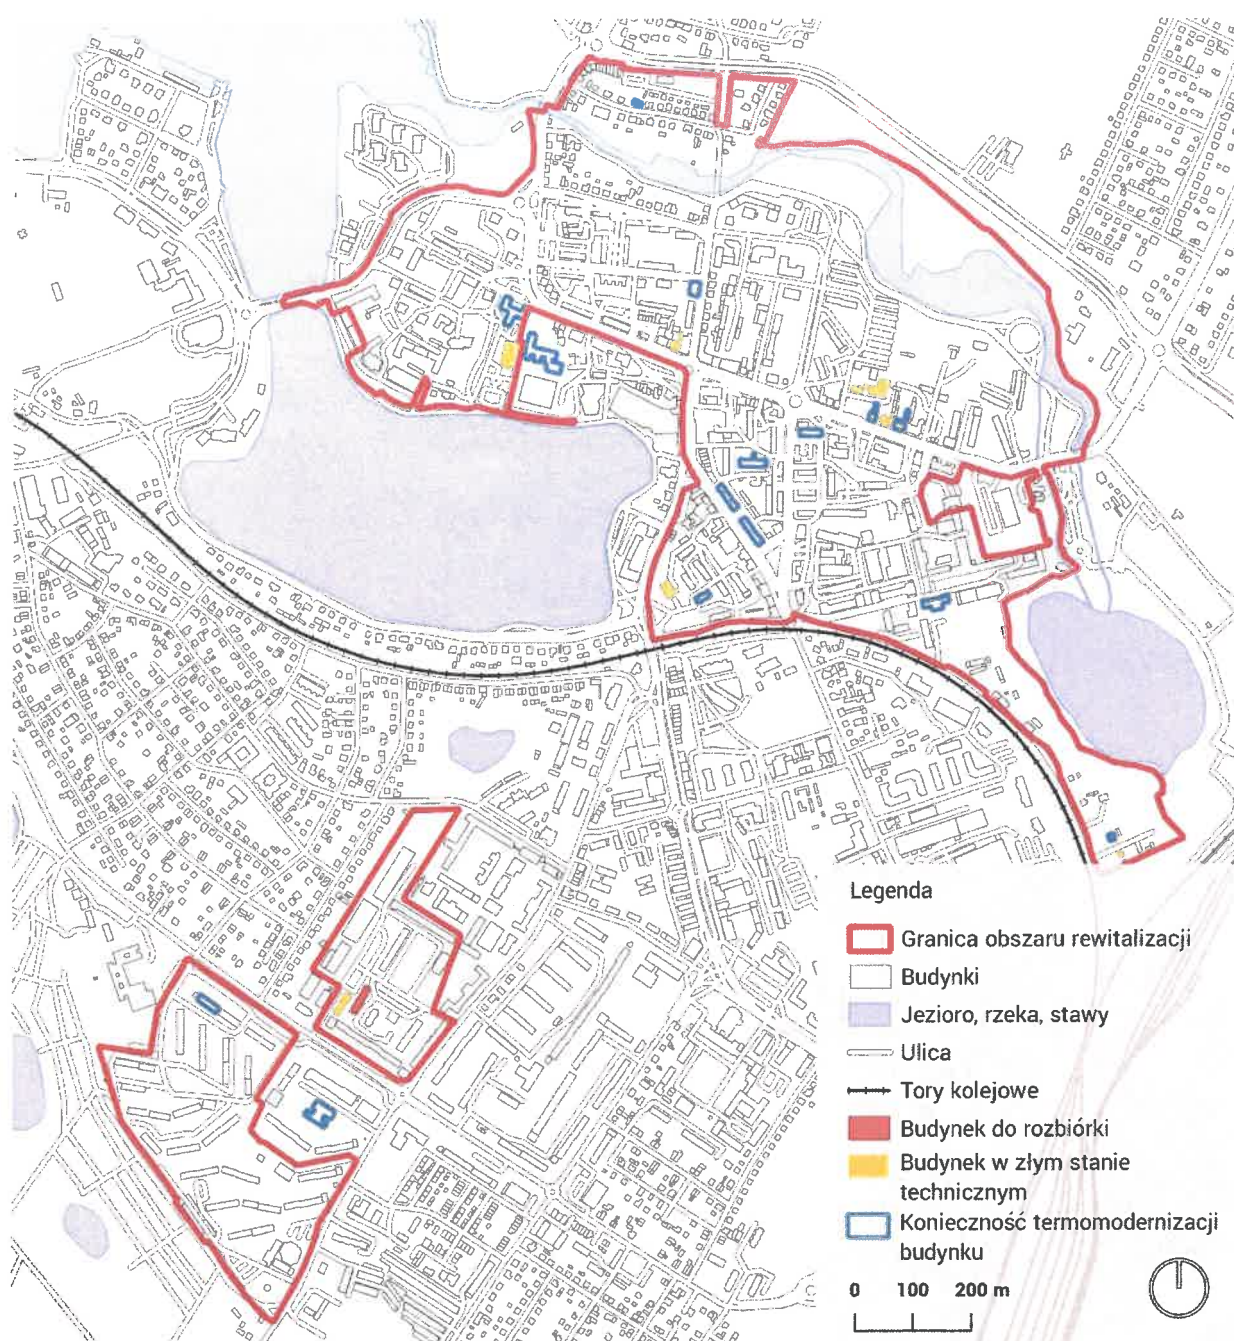 Legenda
Granica obszaru rewitalizacji
Budynki
Jezioro, rzeka, stawy
Ulica
Tory kolejowe
Budynek do rozbiórki
Budynek w złym stanie
technicznym
Konieczność termomodernizacji
budynku
0 100 200 m